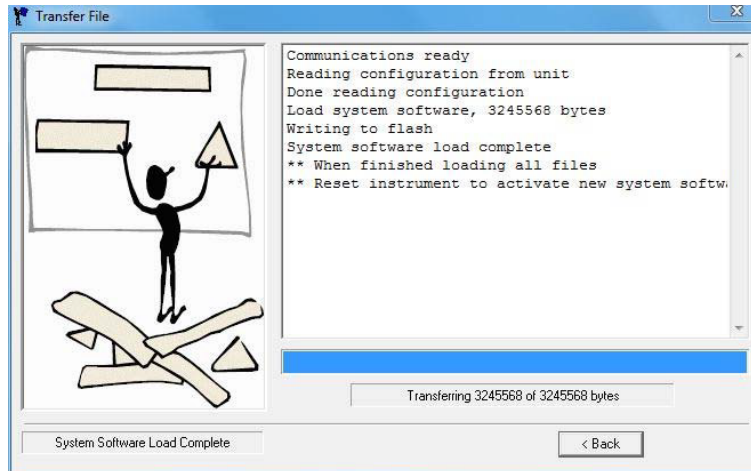 Transfer File
Communications ready
Reading configuration from unit
Done reading configuration
Load system software, 3245568 bytes
Writing to flash
System software load complete
** When finished loading all files
** Reset instrument to activate new system softwa
Transferring 3245568 of 3245568 bytes
System Software Load Complete
< Back